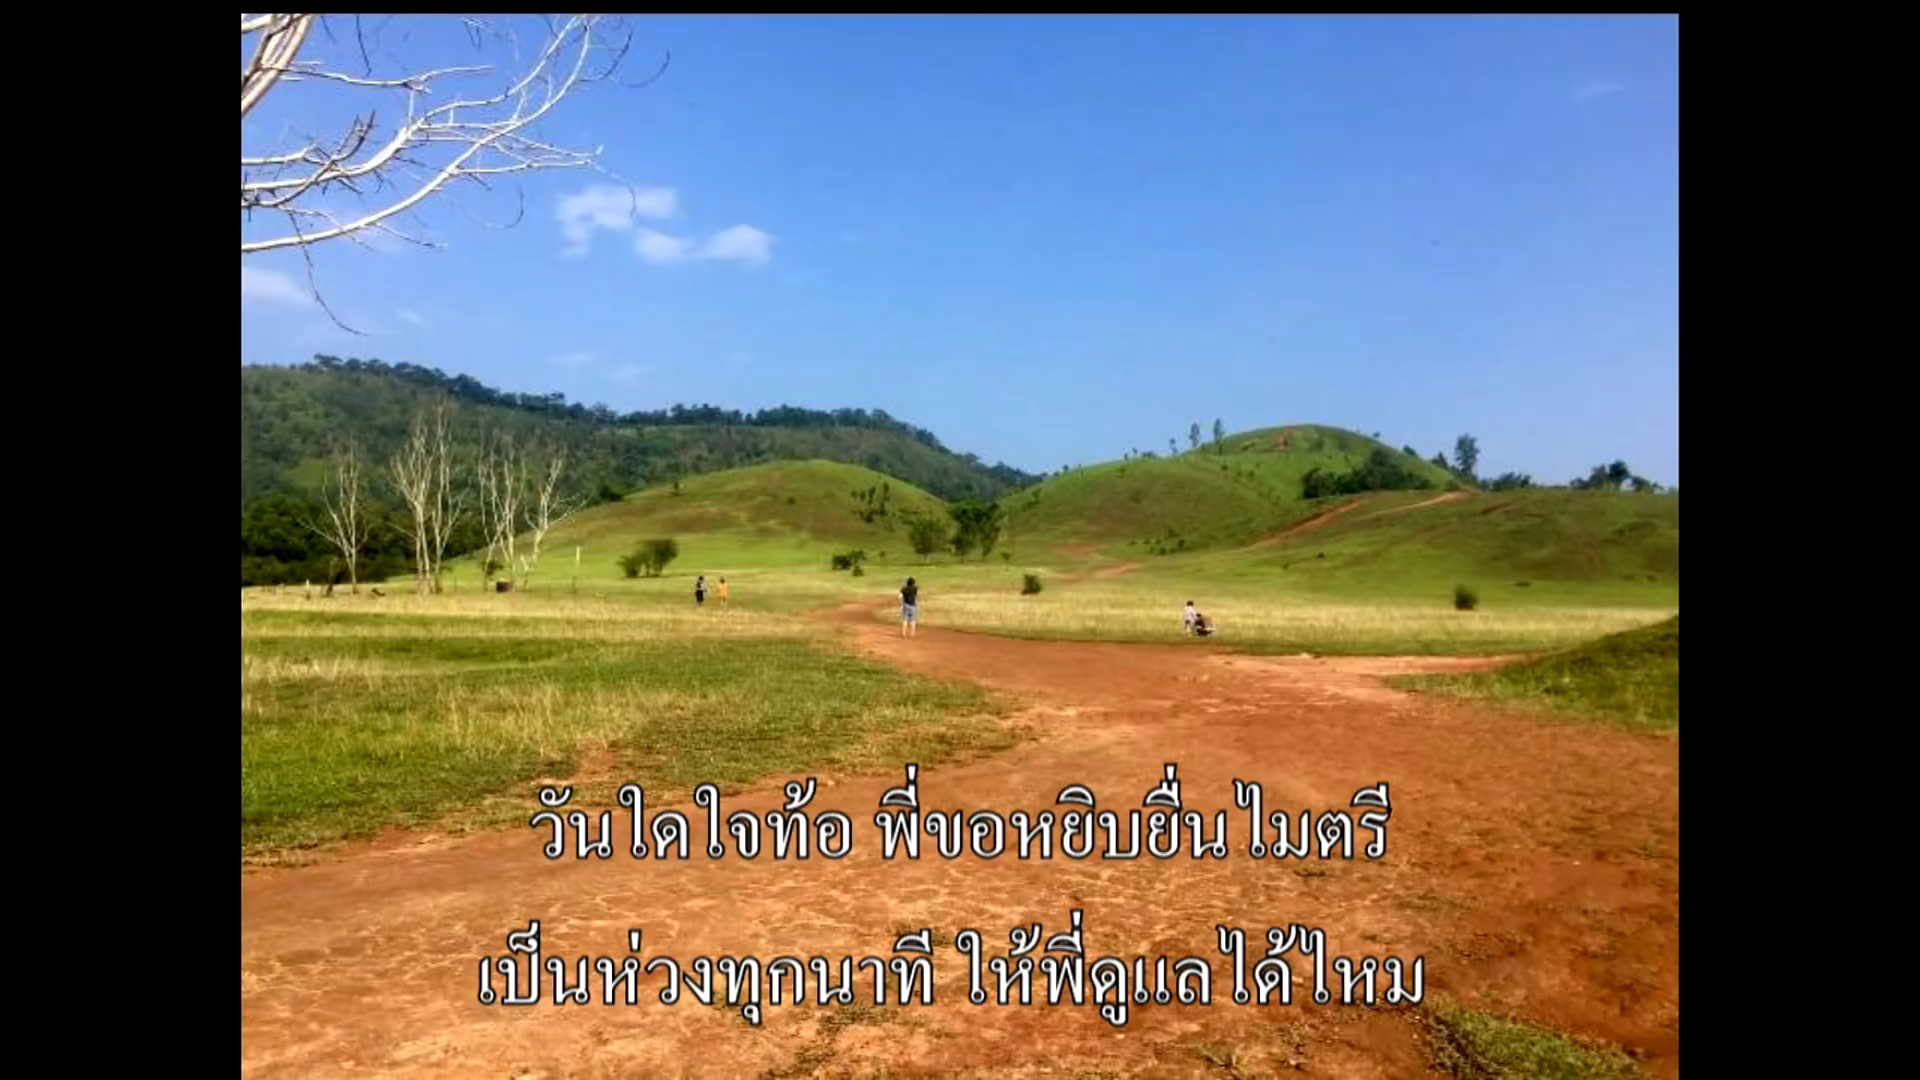 วันใดใจท้อ พี่ขอหยิบยื่นไมตรี
เป็นห่วงทุกนาที ให้พี่ดูแลได้ไหม